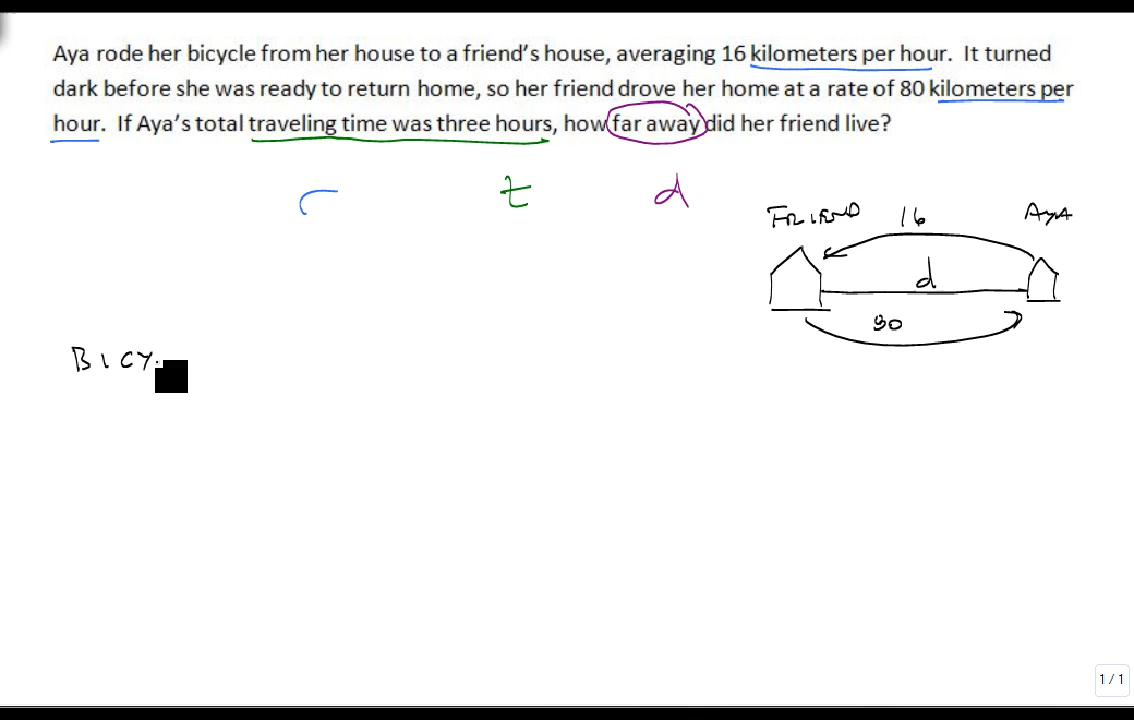 Aya rode her bicycle from her house to a friend's house, averaging 16 kilometers per hour. It turned
dark before she was ready to return home, so her friend drove her home at a rate of 80 kilometers per
hour. If Aya's total traveling time was three hours, how far away did her friend live?
r t d
FRIEND 16 AyA
d
80
BICY
1 / 1